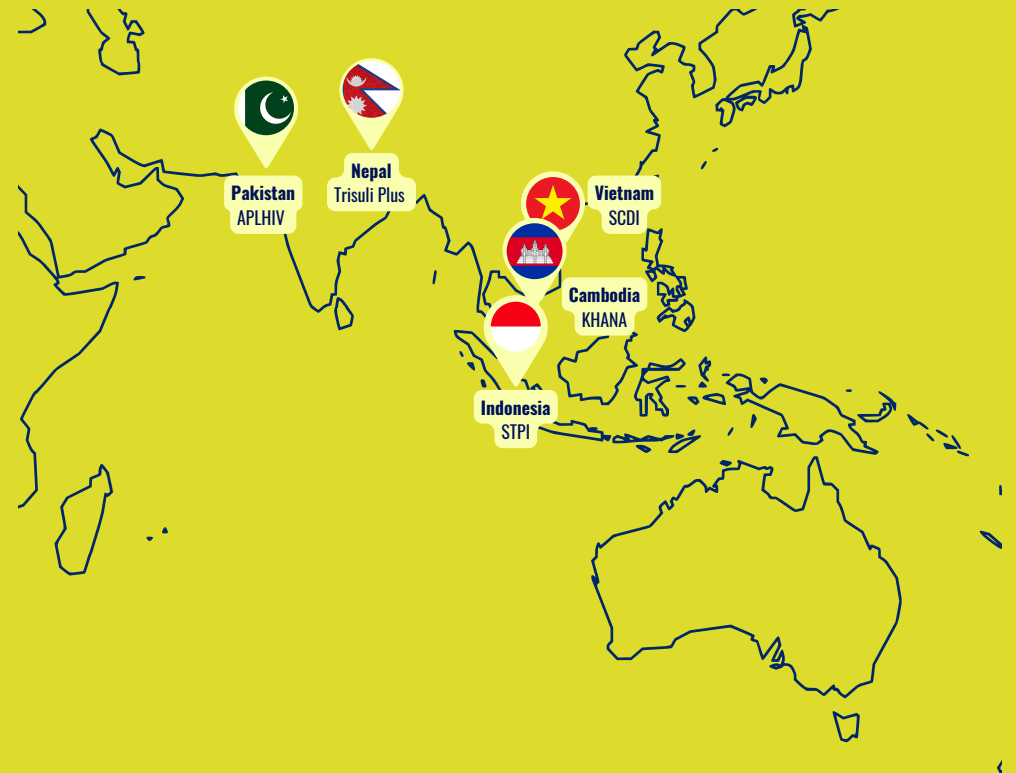 Nepal
Trisuli Plus
Pakistan
APLHIV
Vietnam
SCDI
Cambodia
KHANA
Indonesia
STPI